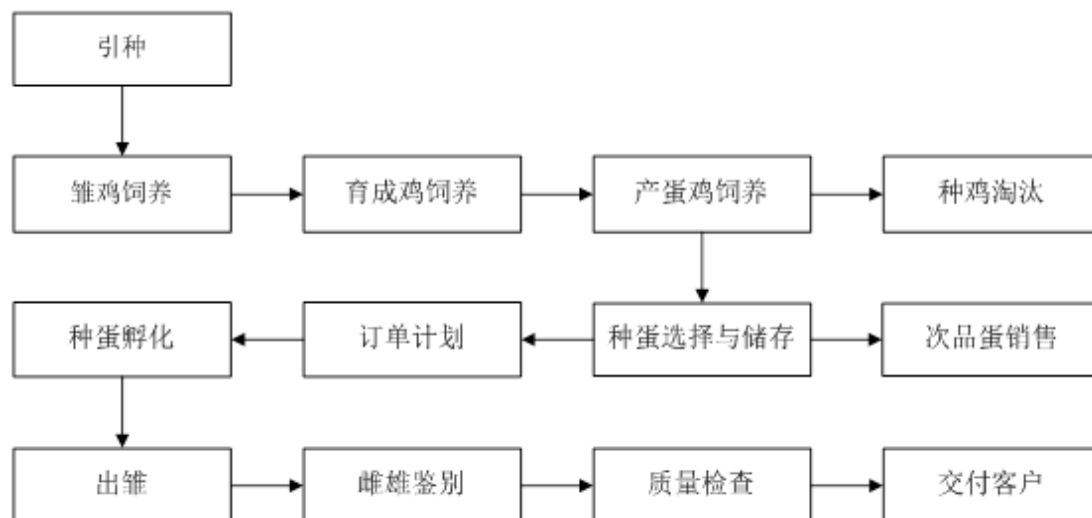 引种
雏鸡饲养
育成鸡饲养
产蛋鸡饲养
种鸡淘汰
种蛋孵化
订单计划
种蛋选择与储存
次品蛋销售
出雏
雌雄鉴别
质量检查
交付客户